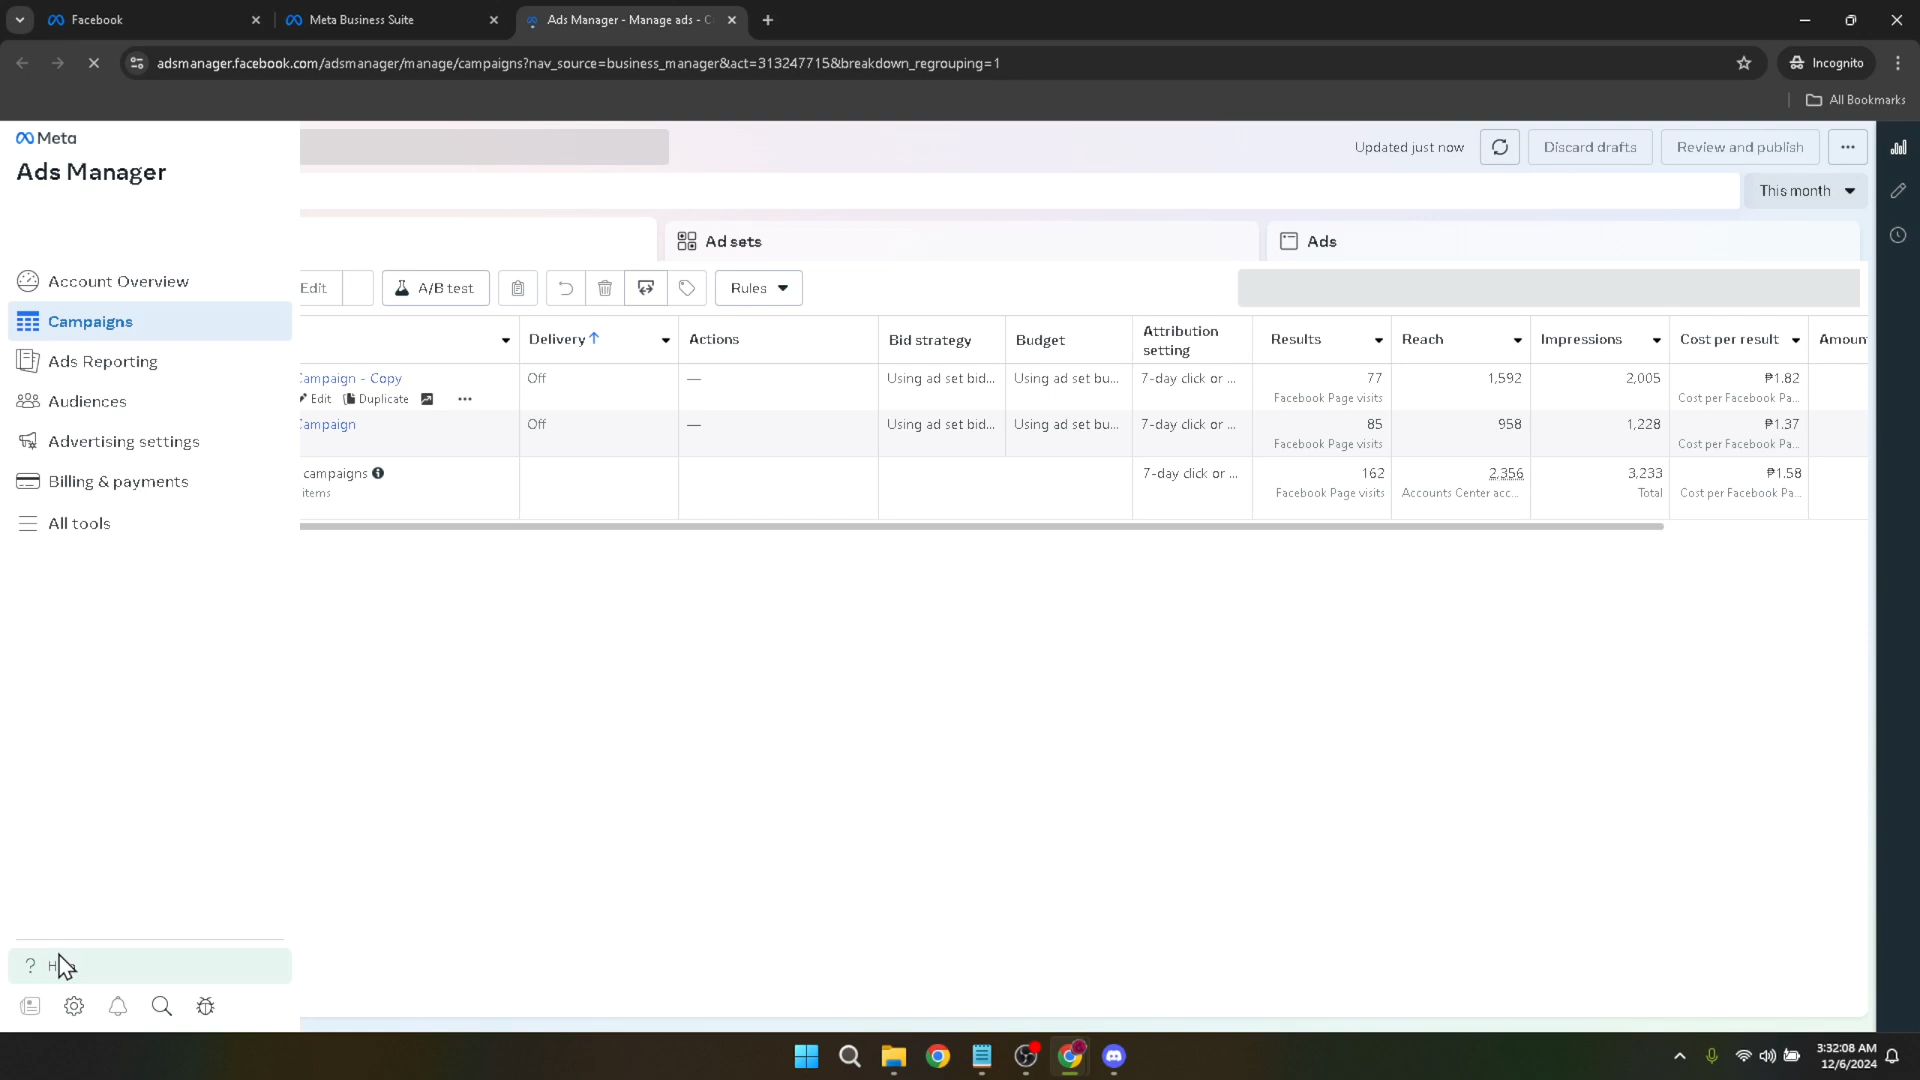 Facebook
Meta Business Suite
Ads Manager - Manage ads - C
adsmanager.facebook.com/adsmanager/manage/campaigns?nav_source=business_manager&act=313247715&breakdown_regrouping=1
Incognito
All Bookmarks
Meta
Ads Manager
Updated just now
Discard drafts
Review and publish
This month
Ad sets
Ads
Account Overview
Campaigns
Ads Reporting
Audiences
Advertising settings
Billing & payments
All tools
Edit
A/B test
Rules
Delivery
Actions
Bid strategy
Budget
Attribution
setting
Results
Reach
Impressions
Cost per result
Amoun
Campaign - Copy
Edit
Duplicate
Off
—
Using ad set bid...
Using ad set bu...
7-day click or ...
77
Facebook Page visits
1,592
2,005
₱1.82
Cost per Facebook Pa...
Campaign
Off
—
Using ad set bid...
Using ad set bu...
7-day click or ...
85
Facebook Page visits
958
1,228
₱1.37
Cost per Facebook Pa...
campaigns
items
7-day click or ...
162
Facebook Page visits
2,356
Accounts Center acc...
3,233
Total
₱1.58
Cost per Facebook Pa...
3:32:08 AM
12/6/2024